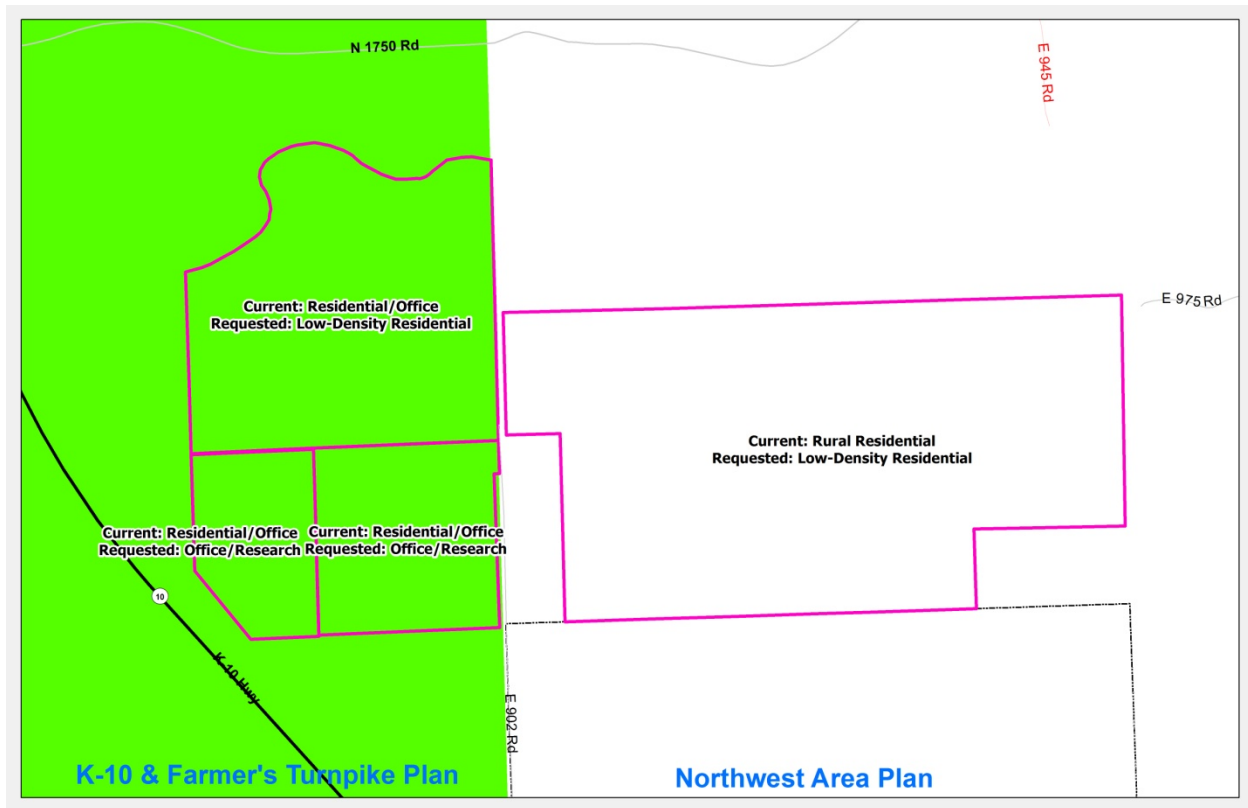 N 1750 Rd
E 945 Rd
Current: Residential/Office
Requested: Low-Density Residential
E 975 Rd
Current: Rural Residential
Requested: Low-Density Residential
Current: Residential/Office
Requested: Office/Research
Current: Residential/Office
Requested: Office/Research
10
K-10 Hwy
E 902 Rd
K-10 & Farmer's Turnpike Plan
Northwest Area Plan